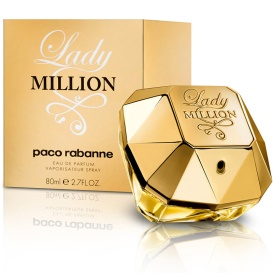 Lady
MILLION
paco rabanne
EAU DE PARFUM
VAPORISATEUR SPRAY
80ml ℮ 2.7FL.OZ.
Lady
MILLION